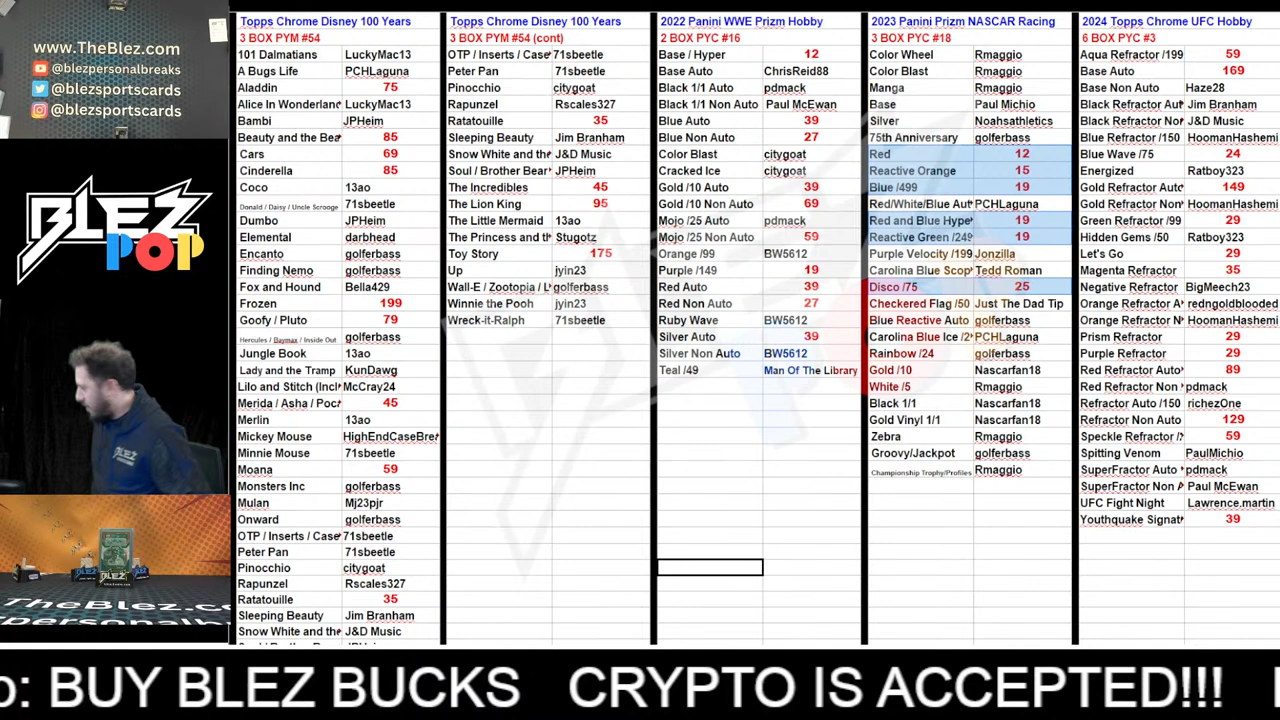 www.TheBlez.com
@blezpersonalbreaks
@blezsportscards
@blezsportscards
BLEZ
POP
BLEZ
TheBlez.co
personalb
Topps Chrome Disney 100 Years
3 BOX PYM #54
101 Dalmatians LuckyMac13
A Bugs Life PCHLaguna
Aladdin 75
Alice In Wonderlan LuckyMac13
Bambi JPHeim
Beauty and the Bea 85
Cars 69
Cinderella 85
Coco 13ao
Donald / Daisy / Uncle Scrooge 71sbeetle
Dumbo JPHeim
Elemental darbhead
Encanto golferbass
Finding Nemo golferbass
Fox and Hound Bella429
Frozen 199
Goofy / Pluto 79
Hercules / Baymax / Inside Out golferbass
Jungle Book 13ao
Lady and the Tramp KunDawg
Lilo and Stitch (Incl McCray24
Merida / Asha / Poc 45
Merlin 13ao
Mickey Mouse HighEndCaseBre
Minnie Mouse 71sbeetle
Moana 59
Monsters Inc golferbass
Mulan Mj23pjr
Onward golferbass
OTP / Inserts / Case 71sbeetle
Peter Pan 71sbeetle
Pinocchio citygoat
Rapunzel Rscales327
Ratatouille 35
Sleeping Beauty Jim Branham
Snow White and the J&D Music
Topps Chrome Disney 100 Years
3 BOX PYM #54 (cont)
OTP / Inserts / Case 71sbeetle
Peter Pan 71sbeetle
Pinocchio citygoat
Rapunzel Rscales327
Ratatouille 35
Sleeping Beauty Jim Branham
Snow White and th J&D Music
Soul / Brother Bear JPHeim
The Incredibles 45
The Lion King 95
The Little Mermaid 13ao
The Princess and th Stugotz
Toy Story 175
Up jyin23
Wall-E / Zootopia / L golferbass
Winnie the Pooh jyin23
Wreck-it-Ralph 71sbeetle
2022 Panini WWE Prizm Hobby
2 BOX PYC #16
Base / Hyper 12
Base Auto ChrisReid88
Black 1/1 Auto pdmack
Black 1/1 Non Auto Paul McEwan
Blue Auto 39
Blue Non Auto 27
Color Blast citygoat
Cracked Ice citygoat
Gold /10 Auto 39
Gold /10 Non Auto 69
Mojo /25 Auto pdmack
Mojo /25 Non Auto 59
Orange /99 BW5612
Purple /149 19
Red Auto 39
Red Non Auto 27
Ruby Wave BW5612
Silver Auto 39
Silver Non Auto BW5612
Teal /49 Man Of The Library
2023 Panini Prizm NASCAR Racing
3 BOX PYC #18
Color Wheel Rmaggio
Color Blast Rmaggio
Manga Rmaggio
Base Paul Michio
Silver Noahsathletics
75th Anniversary golferbass
Red 12
Reactive Orange 15
Blue /499 19
Red/White/Blue Aut PCHLaguna
Red and Blue Hype 19
Reactive Green /249 19
Purple Velocity /199 Jonzilla
Carolina Blue Scop Tedd Roman
Disco /75 25
Checkered Flag /50 Just The Dad Tip
Blue Reactive Auto golferbass
Carolina Blue Ice /2 PCHLaguna
Rainbow /24 golferbass
Gold /10 Nascarfan18
White /5 Rmaggio
Black 1/1 Nascarfan18
Gold Vinyl 1/1 Nascarfan18
Zebra Rmaggio
Groovy/Jackpot golferbass
Championship Trophy/Profiles Rmaggio
2024 Topps Chrome UFC Hobby
6 BOX PYC #3
Aqua Refractor /199 59
Base Auto 169
Base Non Auto Haze28
Black Refractor Aut Jim Branham
Black Refractor No J&D Music
Blue Refractor /150 HoomanHashemi
Blue Wave /75 24
Energized Ratboy323
Gold Refractor Aut 149
Gold Refractor Non HoomanHashemi
Green Refractor /99 29
Hidden Gems /50 Ratboy323
Let's Go 29
Magenta Refractor 35
Negative Refractor BigMeech23
Orange Refractor A redngoldblooded
Orange Refractor N HoomanHashemi
Prism Refractor 29
Purple Refractor 29
Red Refractor Auto 89
Red Refractor Non pdmack
Refractor Auto /150 richezOne
Refractor Non Auto 129
Speckle Refractor /2 59
Spitting Venom PaulMichio
SuperFractor Auto pdmack
SuperFractor Non A Paul McEwan
UFC Fight Night Lawrence.martin
Youthquake Signat 39
o: BUY BLEZ BUCKS CRYPTO IS ACCEPTED!!!